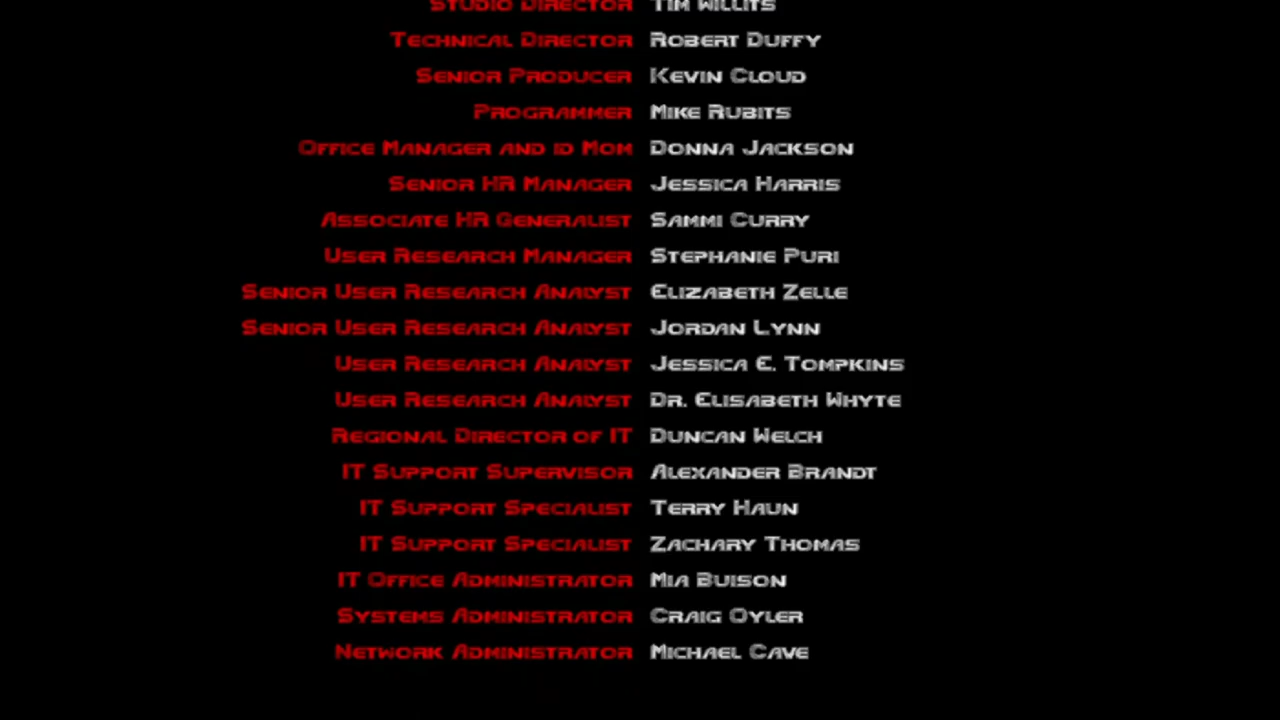 Studio Director Tim Willits
Technical Director Robert Duffy
Senior Producer Kevin Cloud
Programmer Mike Rubits
Office Manager and id Mom Donna Jackson
Senior HR Manager Jessica Harris
Associate HR Generalist Sammi Curry
User Research Manager Stephanie Puri
Senior User Research Analyst Elizabeth Zelle
Senior User Research Analyst Jordan Lynn
User Research Analyst Jessica E. Tompkins
User Research Analyst Dr. Elisabeth Whyte
Regional Director of IT Duncan Welch
IT Support Supervisor Alexander Brandt
IT Support Specialist Terry Haun
IT Support Specialist Zachary Thomas
IT Office Administrator Mia Buison
Systems Administrator Craig Oyler
Network Administrator Michael Cave